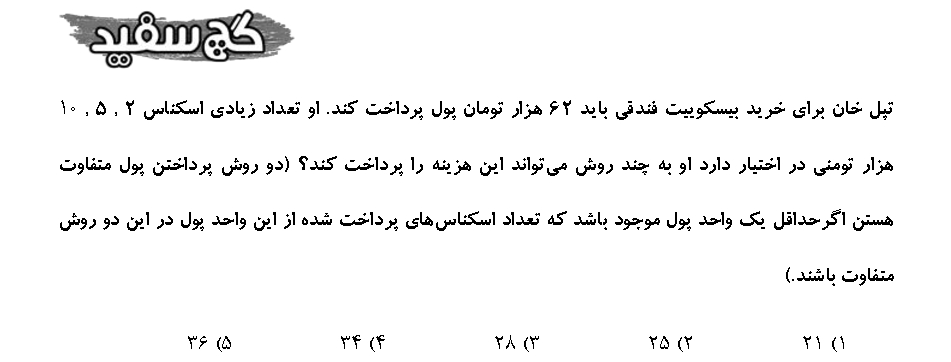 گچ سفید
تپل خان برای خرید بیسکوییت فندقی باید ۶۲ هزار تومان پول پرداخت کند. او تعداد زیادی اسکناس ۲ , ۵ , ۱۰
هزار تومنی در اختیار دارد او به چند روش می‌تواند این هزینه را پرداخت کند؟ (دو روش پرداختن پول متفاوت
هستن اگرحداقل یک واحد پول موجود باشد که تعداد اسکناس‌های پرداخت شده از این واحد پول در این دو روش
متفاوت باشند.)
۱) ۲۱ ۲) ۲۵ ۳) ۲۸ ۴) ۳۴ ۵) ۳۶